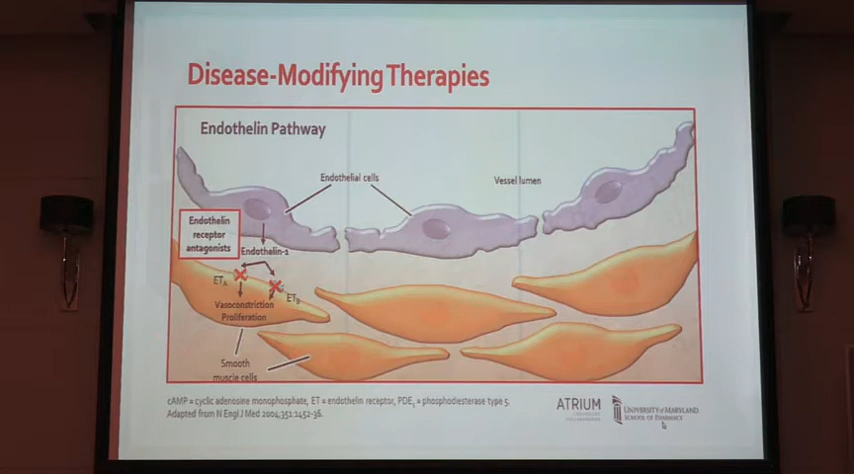 Disease-Modifying Therapies
Endothelin Pathway
Endothelial cells
Vessel lumen
Endothelin
receptor
antagonists
Endothelin-1
ETA
ETB
Vasoconstriction
Proliferation
Smooth
muscle cells
cAMP = cyclic adenosine monophosphate, ET = endothelin receptor, PDE5 = phosphodiesterase type 5.
Adapted from N Engl J Med 2004;351:1452-36.
ATRIUM
UNIVERSITY of MARYLAND
SCHOOL OF PHARMACY